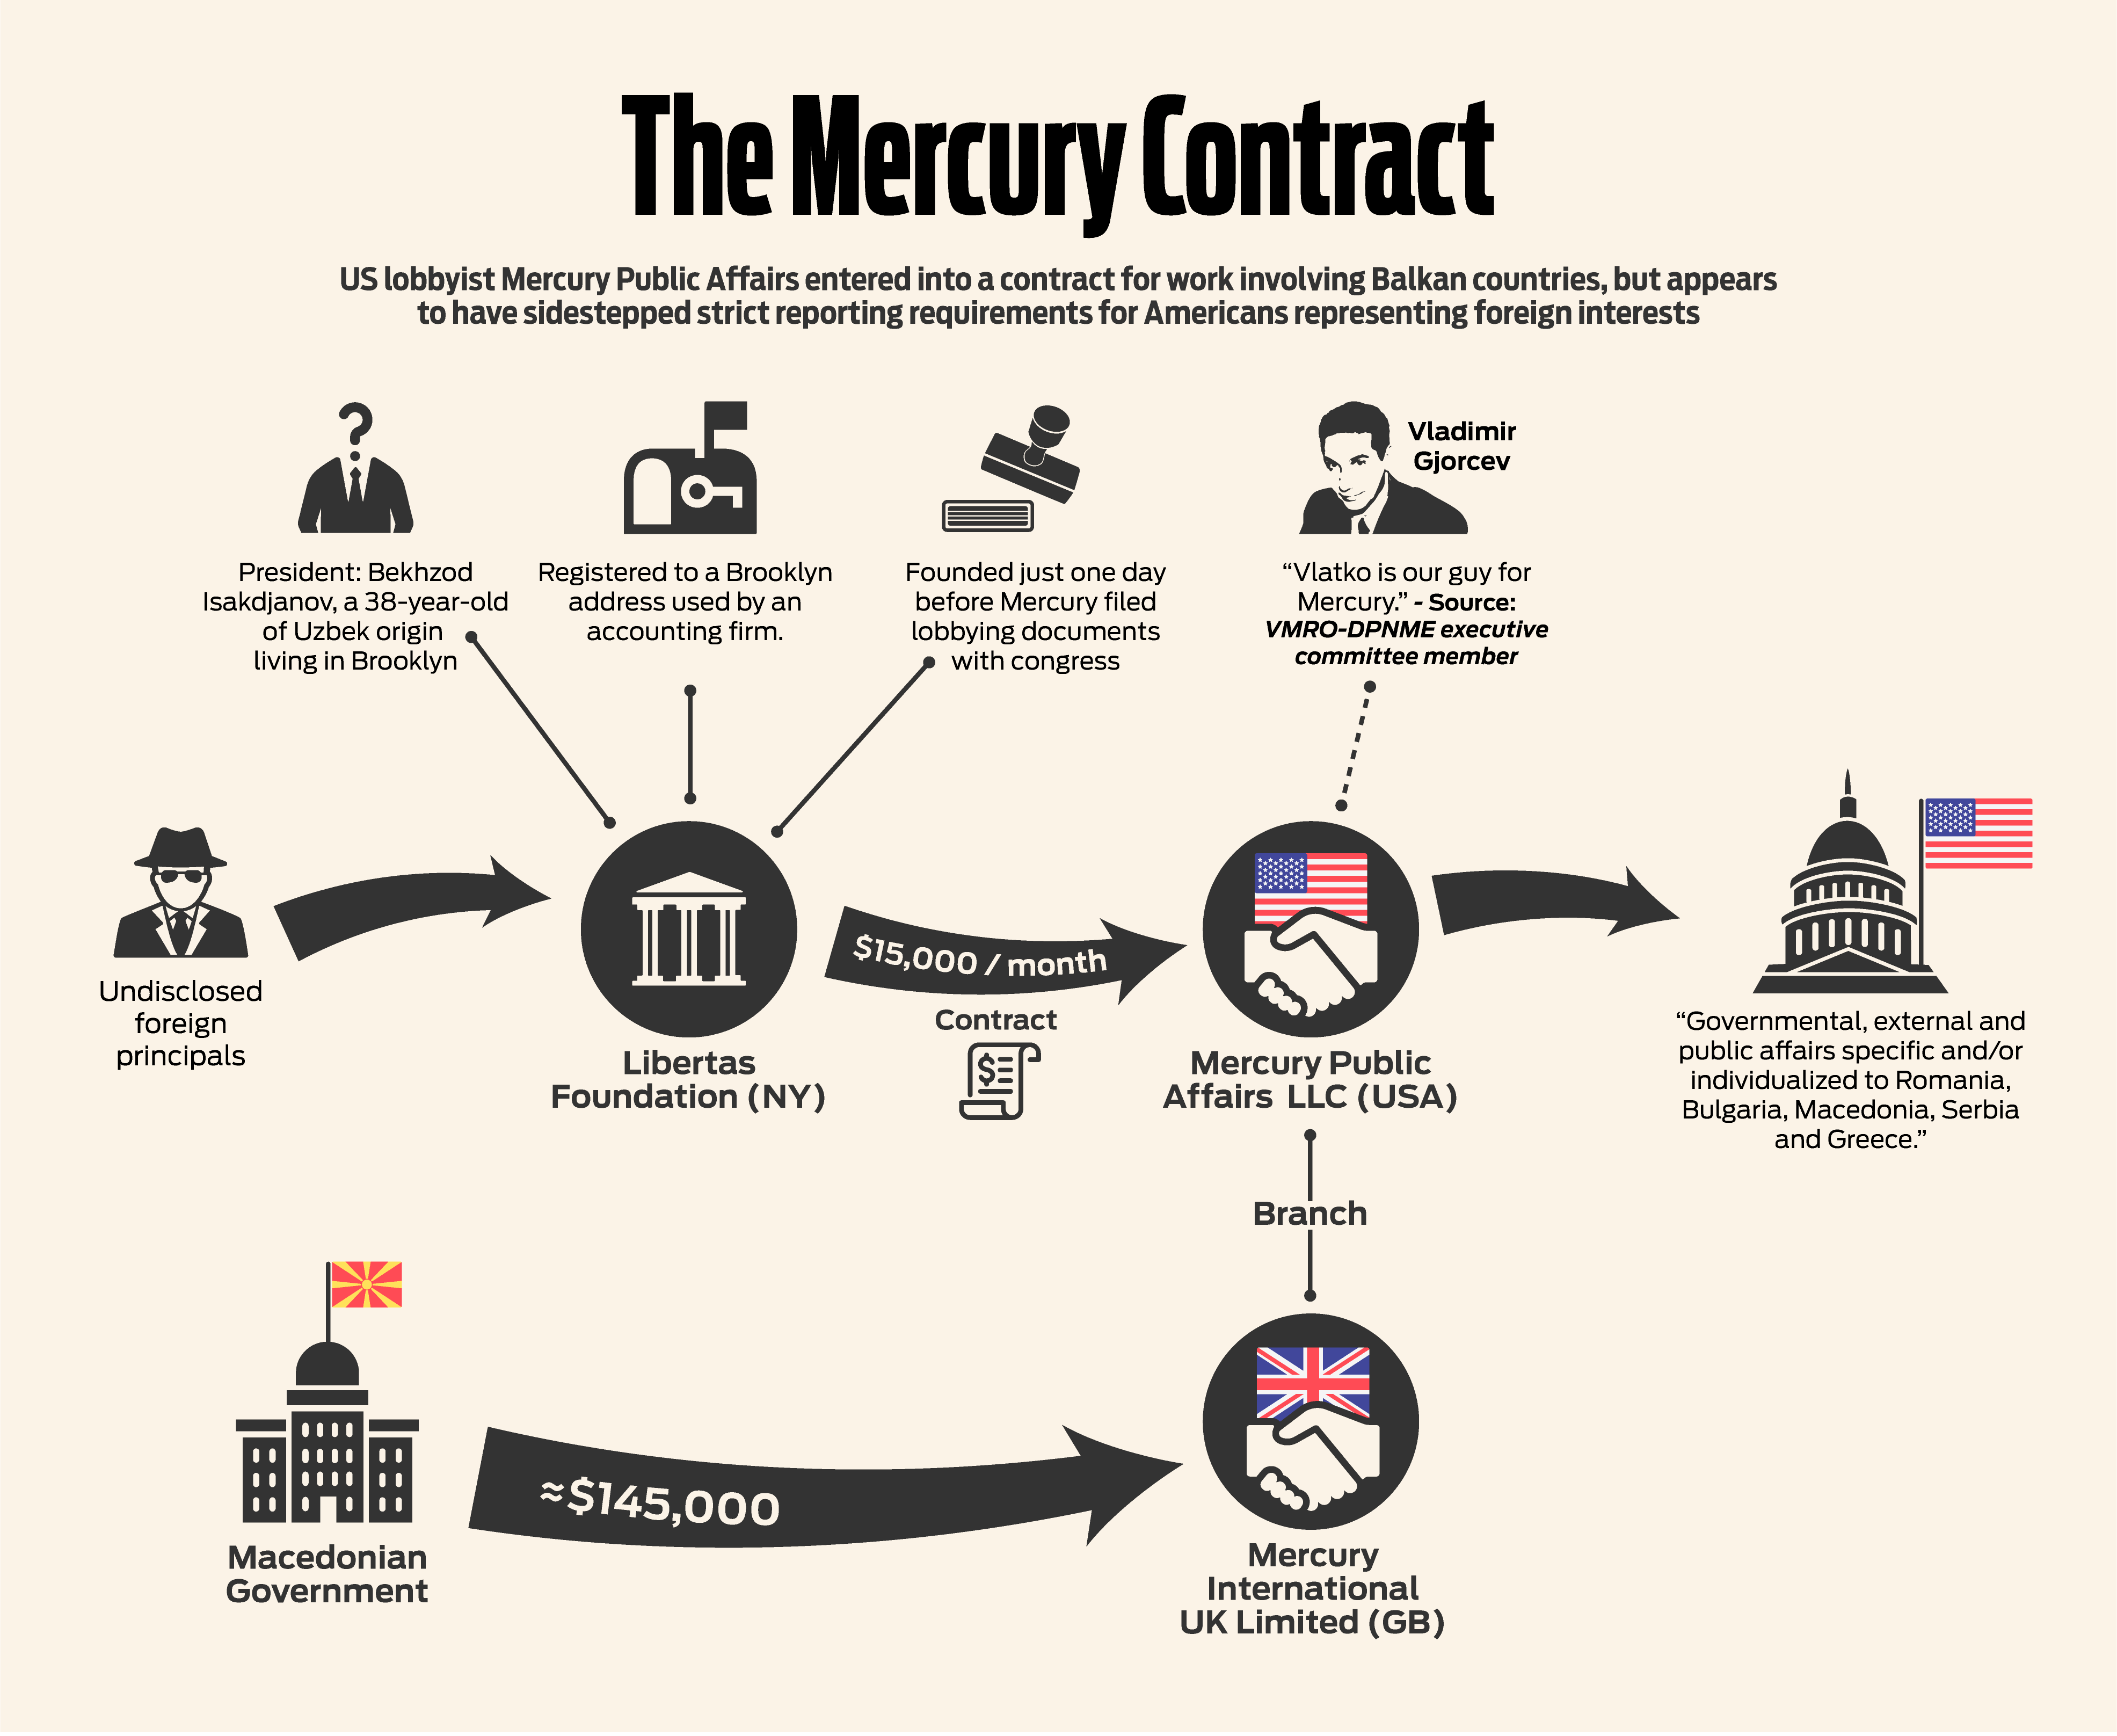 The Mercury Contract
US lobbyist Mercury Public Affairs entered into a contract for work involving Balkan countries, but appears
to have sidestepped strict reporting requirements for Americans representing foreign interests
President: Bekhzod
Isakdjanov, a 38-year-old
of Uzbek origin
living in Brooklyn
Registered to a Brooklyn
address used by an
accounting firm.
Founded just one day
before Mercury filed
lobbying documents
with congress
Vladimir
Gjorcev
“Vlatko is our guy for
Mercury.” - Source:
VMRO-DPNME executive
committee member
Undisclosed
foreign
principals
Libertas
Foundation (NY)
$15,000 / month
Contract
$
Mercury Public
Affairs LLC (USA)
“Governmental, external and
public affairs specific and/or
individualized to Romania,
Bulgaria, Macedonia, Serbia
and Greece.”
Branch
Macedonian
Government
≈$145,000
Mercury
International
UK Limited (GB)